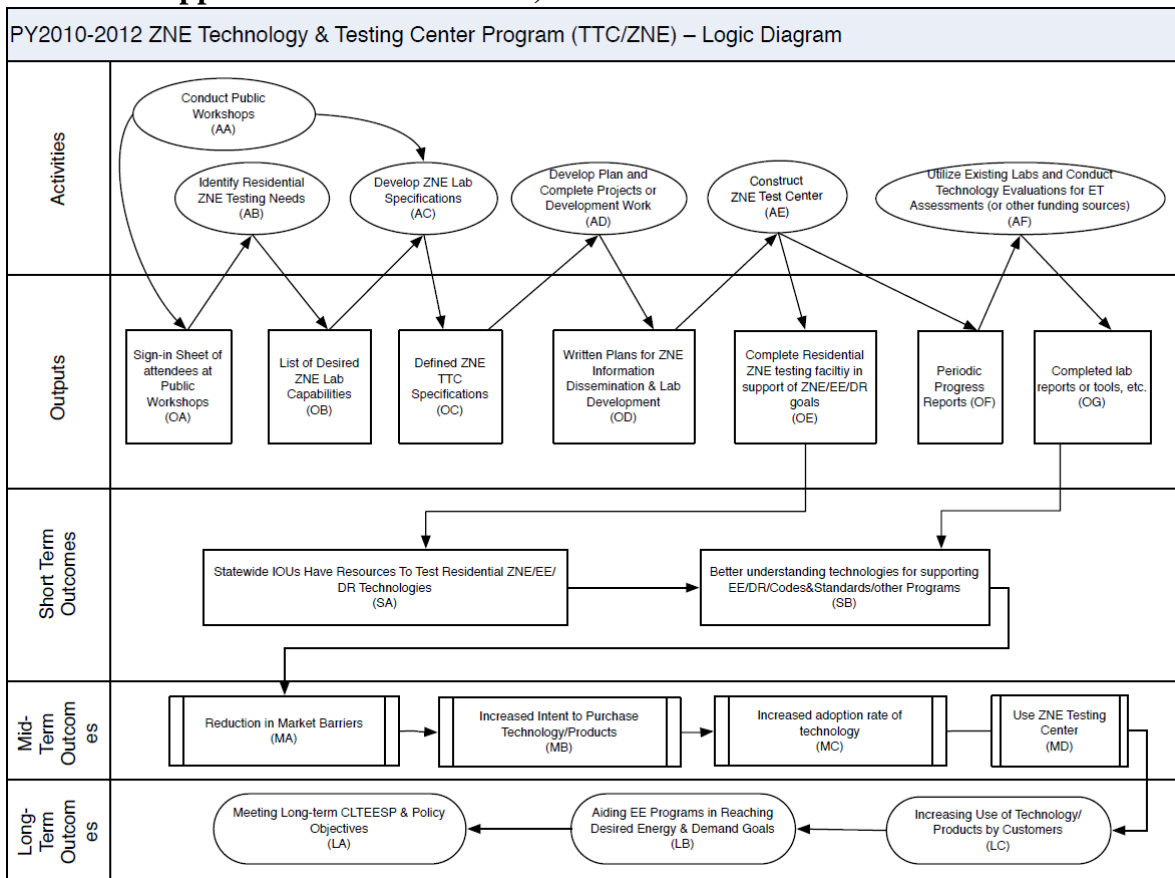 PY2010-2012 ZNE Technology & Testing Center Program (TTC/ZNE) – Logic Diagram
Activities
Conduct Public
Workshops
(AA)
Identify Residential
ZNE Testing Needs
(AB)
Develop ZNE Lab
Specifications
(AC)
Develop Plan and
Complete Projects or
Development Work
(AD)
Construct
ZNE Test Center
(AE)
Utilize Existing Labs and Conduct
Technology Evaluations for ET
Assessments (or other funding sources)
(AF)
Outputs
Sign-in Sheet of
attendees at
Public
Workshops
(OA)
List of Desired
ZNE Lab
Capabilities
(OB)
Defined ZNE
TTC
Specifications
(OC)
Written Plans for ZNE
Information
Dissemination & Lab
Development
(OD)
Complete Residential
ZNE testing faciltiy in
support of ZNE/EE/DR
goals
(OE)
Periodic
Progress
Reports (OF)
Completed lab
reports or tools, etc.
(OG)
Short Term
Outcomes
Statewide IOUs Have Resources To Test Residential ZNE/EE/
DR Technologies
(SA)
Better understanding technologies for supporting
EE/DR/Codes&Standards/other Programs
(SB)
Mid-
Term Outcom
es
Reduction in Market Barriers
(MA)
Increased Intent to Purchase
Technology/Products
(MB)
Increased adoption rate of
technology
(MC)
Use ZNE Testing
Center
(MD)
Long-
Term Outcom
es
Meeting Long-term CLTEESP & Policy
Objectives
(LA)
Aiding EE Programs in Reaching
Desired Energy & Demand Goals
(LB)
Increasing Use of Technology/
Products by Customers
(LC)